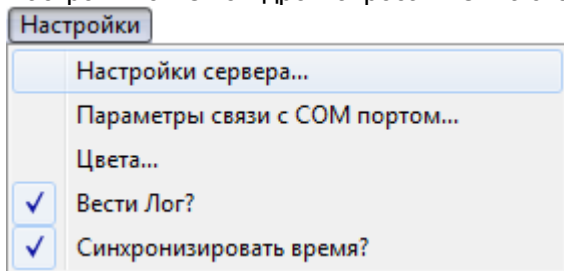 Настройки
Настройки сервера...
Параметры связи с COM портом...
Цвета...
Вести Лог?
Синхронизировать время?